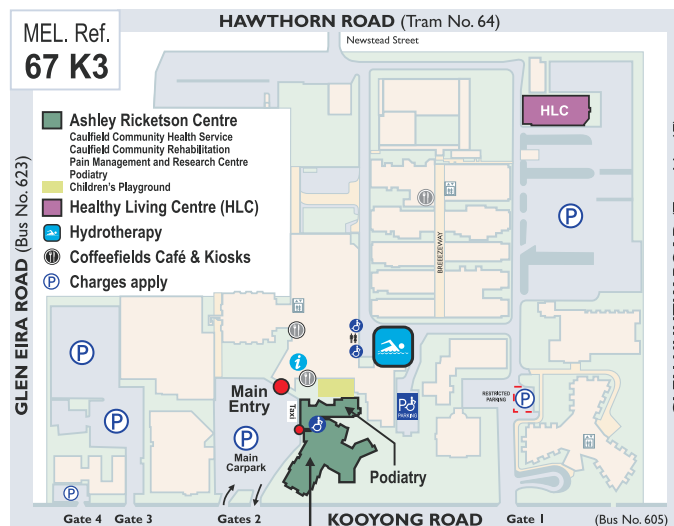 HAWTHORN ROAD (Tram No. 64)
MEL. Ref.
67 K3
Newstead Street
HLC
Ashley Ricketson Centre
Caulfield Community Health Service
Caulfield Community Rehabilitation
Pain Management and Research Centre
Podiatry
Children's Playground
Healthy Living Centre (HLC)
Hydrotherapy
Coffeefields Café & Kiosks
P Charges apply
GLEN EIRA ROAD (Bus No. 623)
BREEEZEWAY
P
P
P
P
i
Main
Entry
Taxi
P
Main
Carpark
P
PARKING
RESTRICTED
PARKING
P
Podiatry
Gate 4
Gate 3
Gates 2
KOOYONG ROAD
Gate 1
(Bus No. 605)